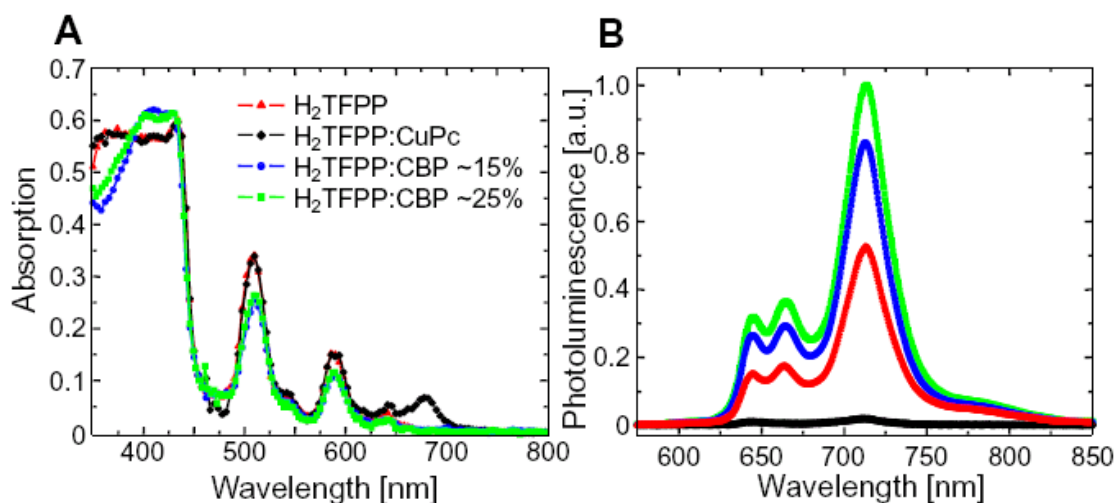 A
Absorption
0.7
0.6
0.5
0.4
0.3
0.2
0.1
0
H₂TFPP
H₂TFPP:CuPc
H₂TFPP:CBP ~15%
H₂TFPP:CBP ~25%
400 500 600 700 800
Wavelength [nm]
B
Photoluminescence [a.u.]
1.0
0.8
0.6
0.4
0.2
0
600 650 700 750 800 850
Wavelength [nm]